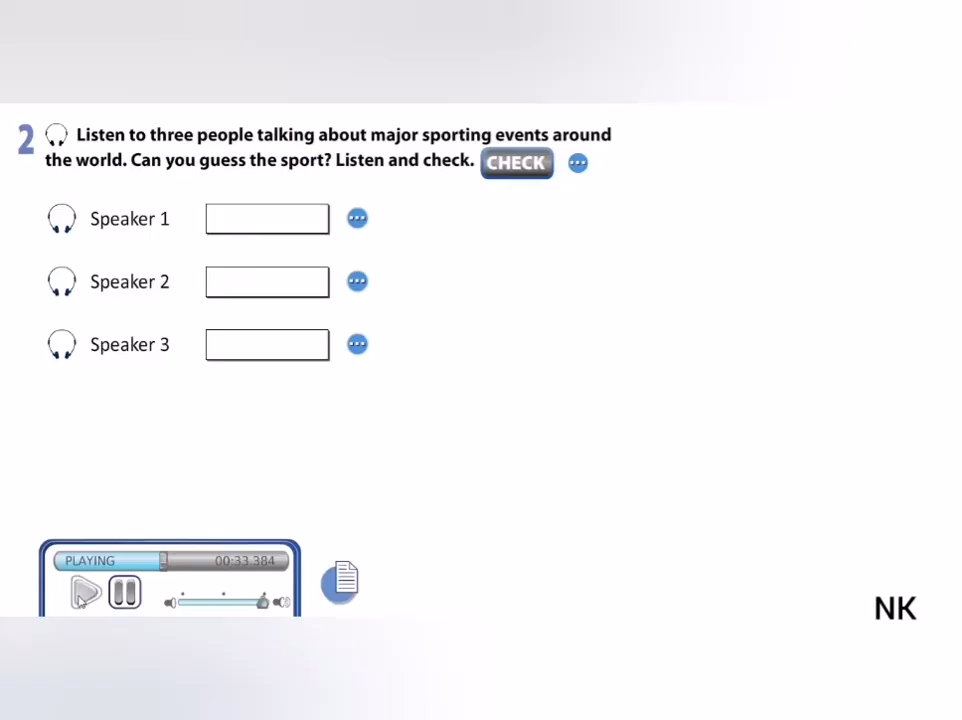 2 Listen to three people talking about major sporting events around
the world. Can you guess the sport? Listen and check. CHECK
Speaker 1
Speaker 2
Speaker 3
PLAYING 00:33 384
NK